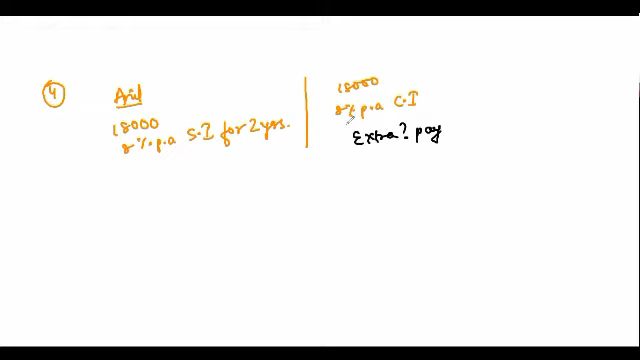 4
Anil
18000
8% p.a S.I for 2 yrs.
18000
8% p.a C.I
Extra? pay